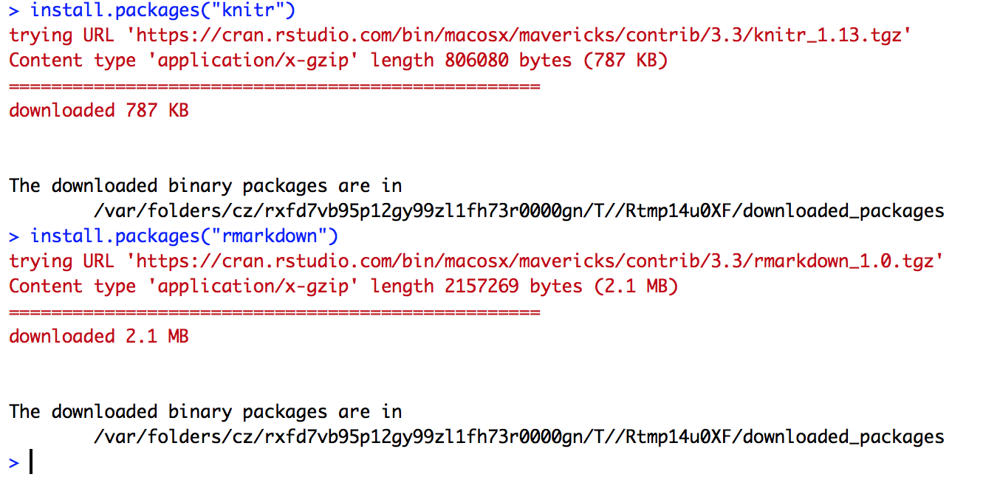 > install.packages("knitr")
trying URL 'https://cran.rstudio.com/bin/macosx/mavericks/contrib/3.3/knitr_1.13.tgz'
Content type 'application/x-gzip' length 806080 bytes (787 KB)
==================================================
downloaded 787 KB
The downloaded binary packages are in
/var/folders/cz/rxfd7vb95p12gy99zl1fh73r0000gn/T//Rtmp14u0XF/downloaded_packages
> install.packages("rmarkdown")
trying URL 'https://cran.rstudio.com/bin/macosx/mavericks/contrib/3.3/rmarkdown_1.0.tgz'
Content type 'application/x-gzip' length 2157269 bytes (2.1 MB)
==================================================
downloaded 2.1 MB
The downloaded binary packages are in
/var/folders/cz/rxfd7vb95p12gy99zl1fh73r0000gn/T//Rtmp14u0XF/downloaded_packages
>